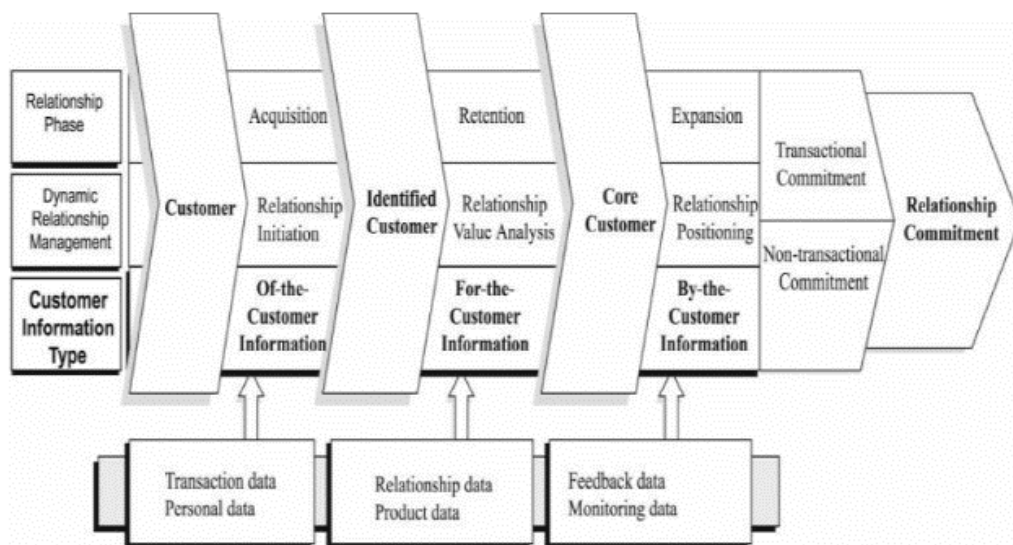 Relationship
Phase
Acquisition
Retention
Expansion
Transactional
Commitment
Dynamic
Relationship
Management
Customer
Relationship
Initiation
Identified
Customer
Relationship
Value Analysis
Core
Customer
Relationship
Positioning
Relationship
Commitment
Non-transactional
Commitment
Customer
Information
Type
Of-the-
Customer
Information
For-the-
Customer
Information
By-the-
Customer
Information
Transaction data
Personal data
Relationship data
Product data
Feedback data
Monitoring data